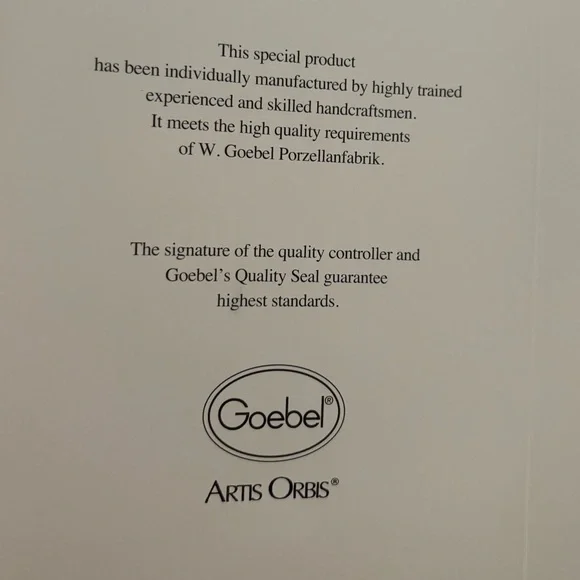 This special product
has been individually manufactured by highly trained
experienced and skilled handcraftsmen.
It meets the high quality requirements
of W. Goebel Porzellanfabrik.
The signature of the quality controller and
Goebel's Quality Seal guarantee
highest standards.
Goebel®
ARTIS ORBIS®